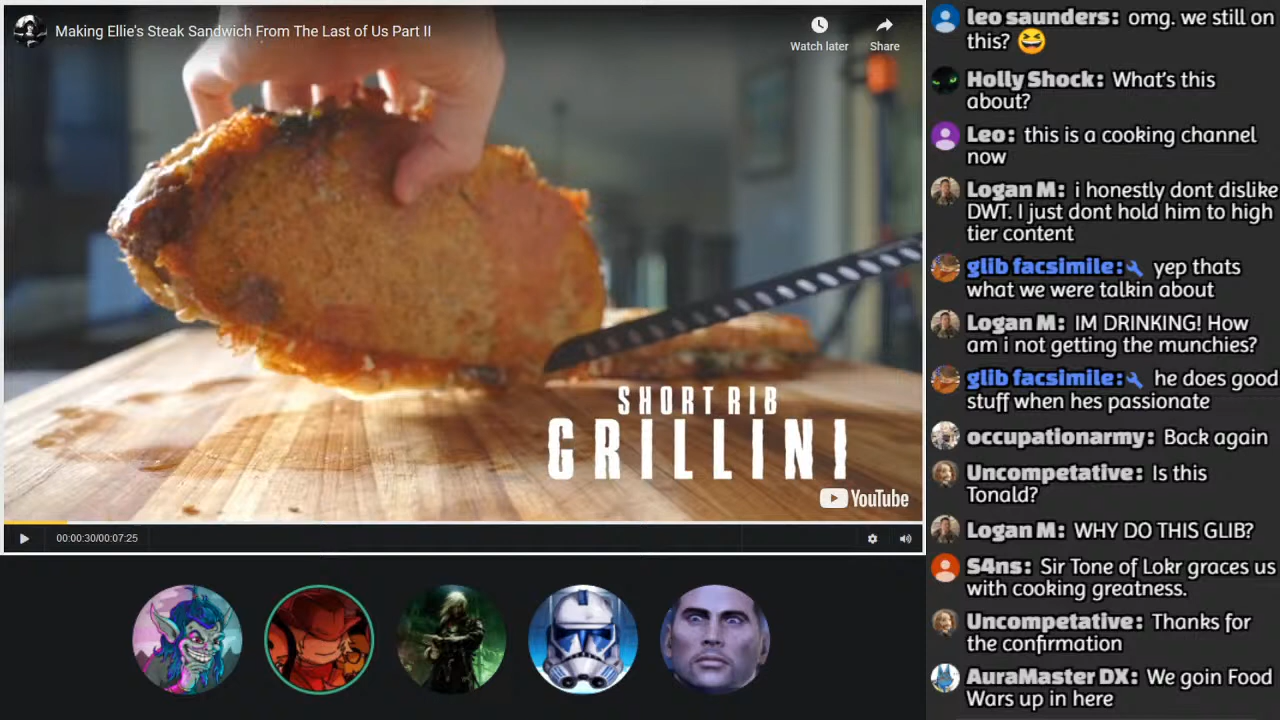 Making Ellie's Steak Sandwich From The Last of Us Part II
Watch later
Share
SHORT RIB
GRILLINI
YouTube
00:00:30/00:07:25
leo saunders: omg. we still on
this? 😆
Holly Shock: What's this
about?
Leo: this is a cooking channel
now
Logan M: i honestly dont dislike
DWT. I just dont hold him to high
tier content
glib facsimile: yep thats
what we were talkin about
Logan M: IM DRINKING! How
am i not getting the munchies?
glib facsimile: he does good
stuff when hes passionate
occupationarmy: Back again
Uncompetative: Is this
Tonald?
Logan M: WHY DO THIS GLIB?
S4ns: Sir Tone of Lokr graces us
with cooking greatness.
Uncompetative: Thanks for
the confirmation
AuraMaster DX: We goin Food
Wars up in here